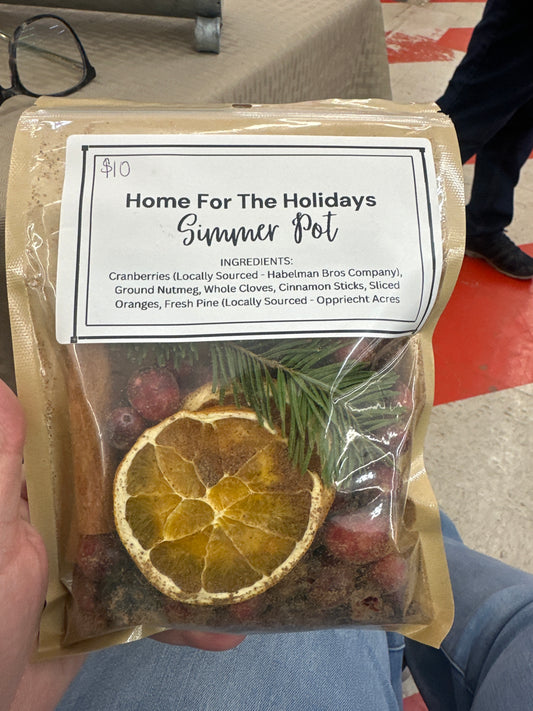 $10
Home For The Holidays
Simmer Pot
INGREDIENTS:
Cranberries (Locally Sourced - Habelman Bros Company),
Ground Nutmeg, Whole Cloves, Cinnamon Sticks, Sliced
Oranges, Fresh Pine (Locally Sourced - Oppriecht Acres